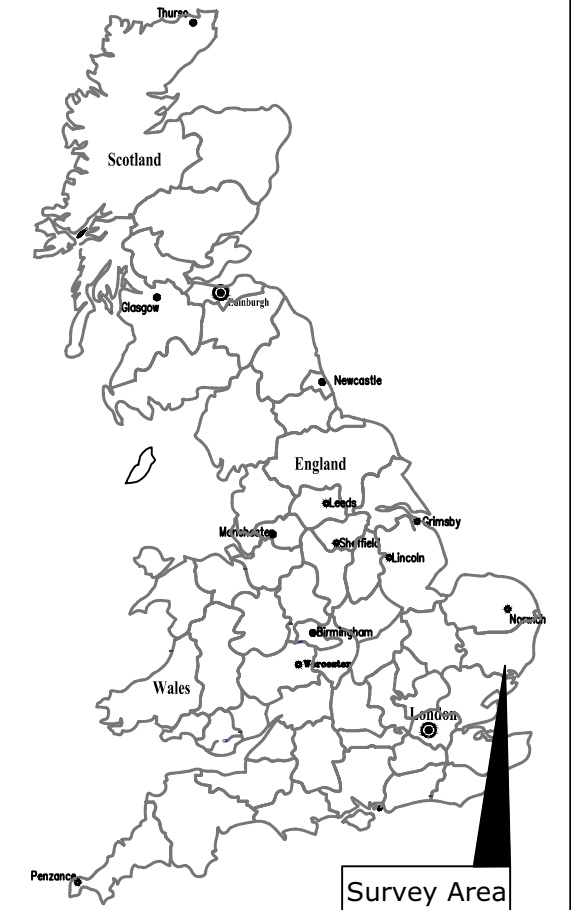 Thurso
Scotland
Edinburgh
Glasgow
Newcastle
England
Leeds
Grimsby
Manchester
Sheffield
Lincoln
Norwich
Birmingham
Worcester
Wales
London
Penzance
Survey Area